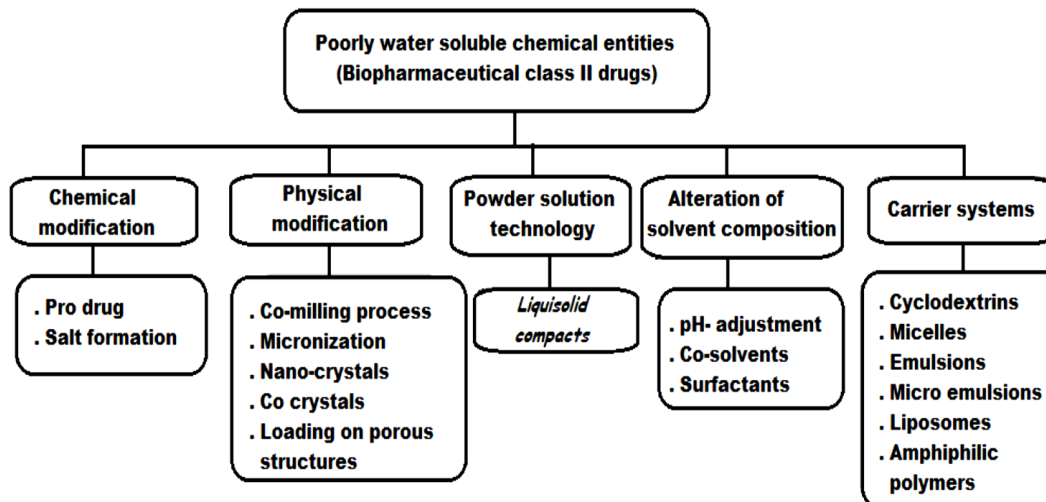 Poorly water soluble chemical entities
(Biopharmaceutical class II drugs)
Chemical
modification
Physical
modification
Powder solution
technology
Alteration of
solvent composition
Carrier systems
. Pro drug
. Salt formation
. Co-milling process
. Micronization
. Nano-crystals
. Co crystals
. Loading on porous
structures
Liquisolid
compacts
. pH- adjustment
. Co-solvents
. Surfactants
. Cyclodextrins
. Micelles
. Emulsions
. Micro emulsions
. Liposomes
. Amphiphilic
polymers